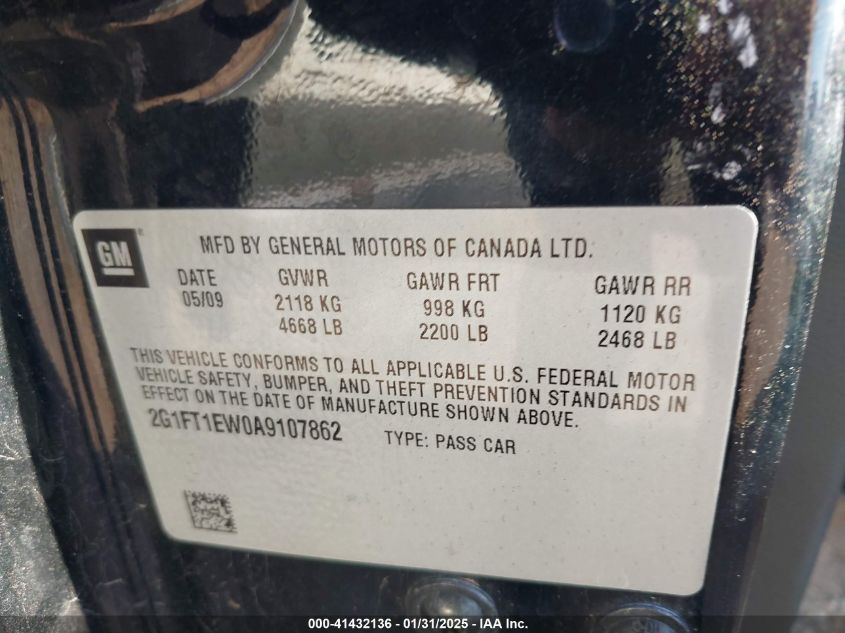 GM
MFD BY GENERAL MOTORS OF CANADA LTD.
DATE GVWR GAWR FRT GAWR RR
05/09 2118 KG 998 KG 1120 KG
4668 LB 2200 LB 2468 LB
THIS VEHICLE CONFORMS TO ALL APPLICABLE U.S. FEDERAL MOTOR
VEHICLE SAFETY, BUMPER, AND THEFT PREVENTION STANDARDS IN
EFFECT ON THE DATE OF MANUFACTURE SHOWN ABOVE.
2G1FT1EW0A9107862 TYPE: PASS CAR
000-41432136 - 01/31/2025 - IAA Inc.